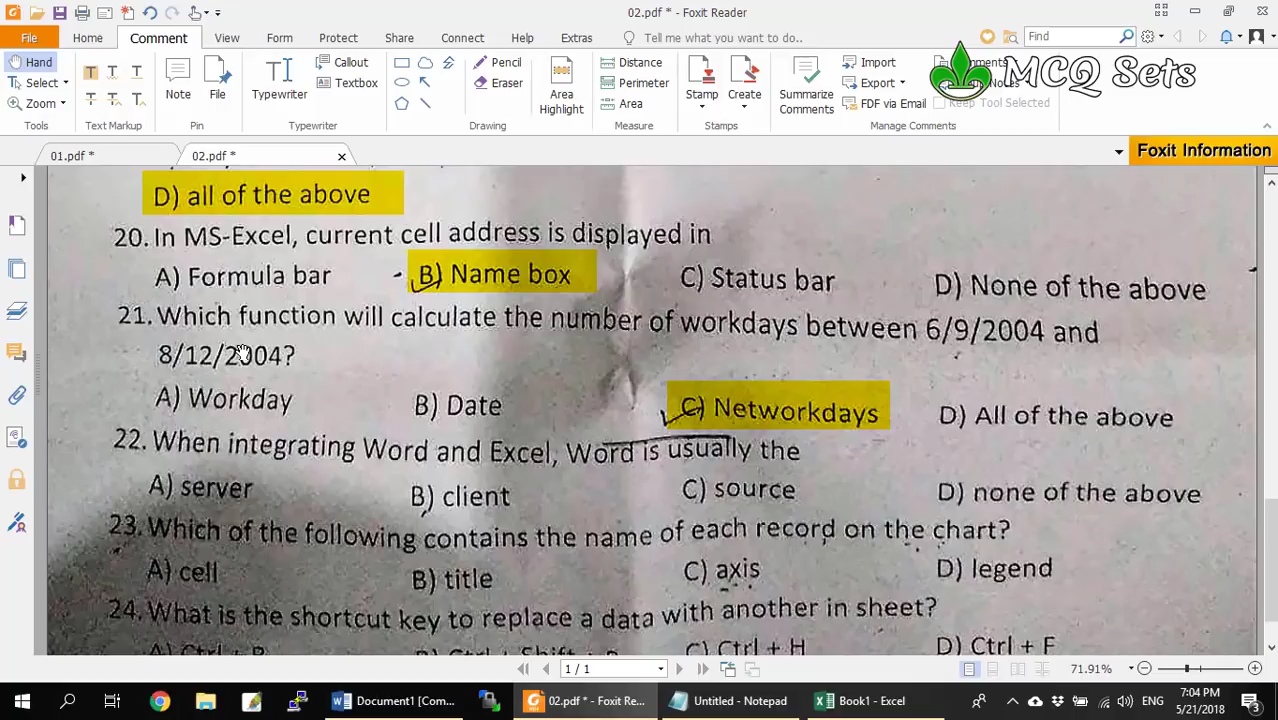 02.pdf * - Foxit Reader
File Home Comment View Form Protect Share Connect Help Extras Tell me what you want to do.. Find
Hand
Select
Zoom
Tools
Text Markup
Note
File
Pin
Typewriter
Callout
Textbox
Typewriter
Pencil
Eraser
Area
Highlight
Drawing
Distance
Perimeter
Area
Measure
Stamp
Create
Stamps
Summarize
Comments
Import
Export
FDF via Email
Comments
Keep Tool Selected
Manage Comments
MCQ Sets
01.pdf * 02.pdf * Foxit Information
D) all of the above
20. In MS-Excel, current cell address is displayed in
A) Formula bar B) Name box C) Status bar D) None of the above
21. Which function will calculate the number of workdays between 6/9/2004 and
8/12/2004?
A) Workday B) Date C) Networkdays D) All of the above
22. When integrating Word and Excel, Word is usually the
A) server B) client C) source D) none of the above
23. Which of the following contains the name of each record on the chart?
A) cell B) title C) axis D) legend
24. What is the shortcut key to replace a data with another in sheet?
C) Ctrl + H D) Ctrl + F
1 / 1 71.91%
Document1 [Com... 02.pdf * - Foxit Re... Untitled - Notepad Book1 - Excel ENG 7:04 PM
5/21/2018
3